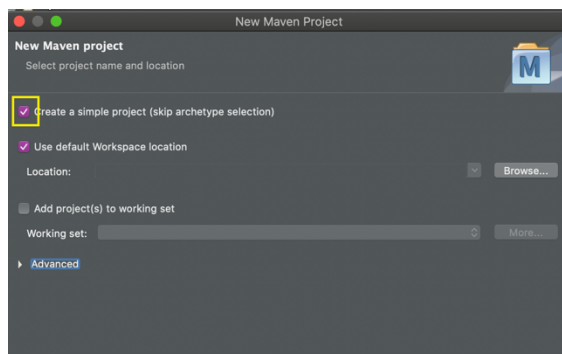 New Maven Project
New Maven project
Select project name and location
M
Create a simple project (skip archetype selection)
Use default Workspace location
Location:
Browse...
Add project(s) to working set
Working set:
More...
Advanced